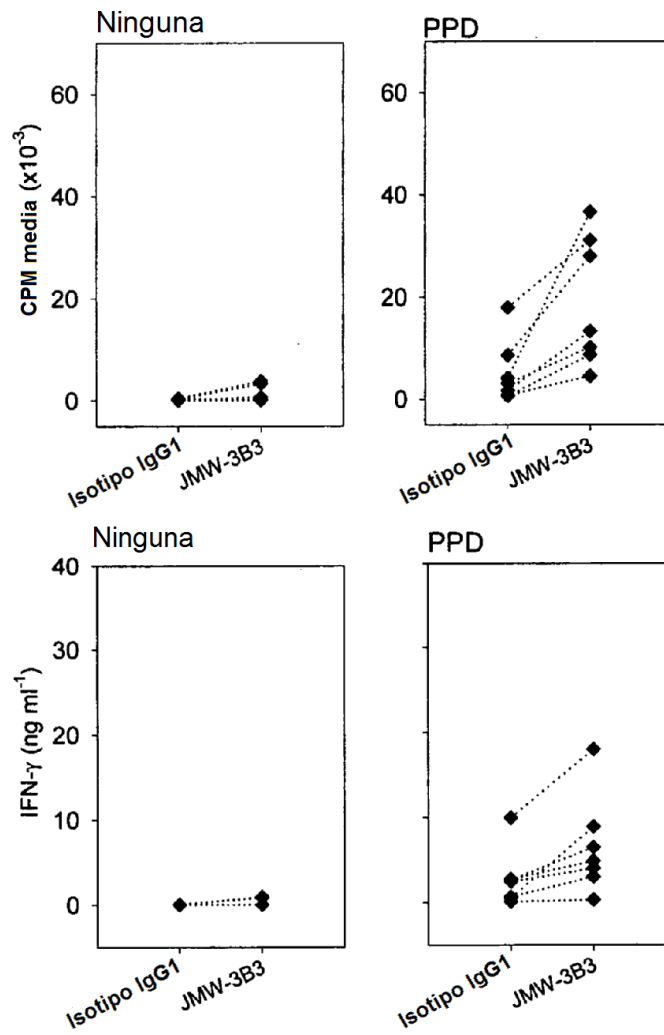 Ninguna
PPD
CPM media (x10⁻³)
60
40
20
0
60
40
20
0
Isotipo IgG1
JMW-3B3
Isotipo IgG1
JMW-3B3
Ninguna
PPD
IFN-γ (ng ml⁻¹)
40
30
20
10
0
Isotipo IgG1
JMW-3B3
Isotipo IgG1
JMW-3B3